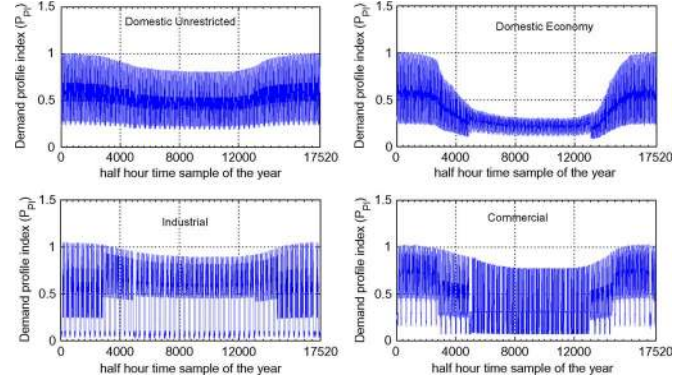 Demand profile index (P_PI)
1.5
1
0.5
0
Domestic Unrestricted
0 4000 8000 12000 17520
half hour time sample of the year
Demand profile index (P_PI)
1.5
1
0.5
0
Domestic Economy
0 4000 8000 12000 17520
half hour time sample of the year
Demand profile index (P_PI)
1.5
1
0.5
0
Industrial
0 4000 8000 12000 17520
half hour time sample of the year
Demand profile index (P_PI)
1.5
1
0.5
0
Commercial
0 4000 8000 12000 17520
half hour time sample of the year